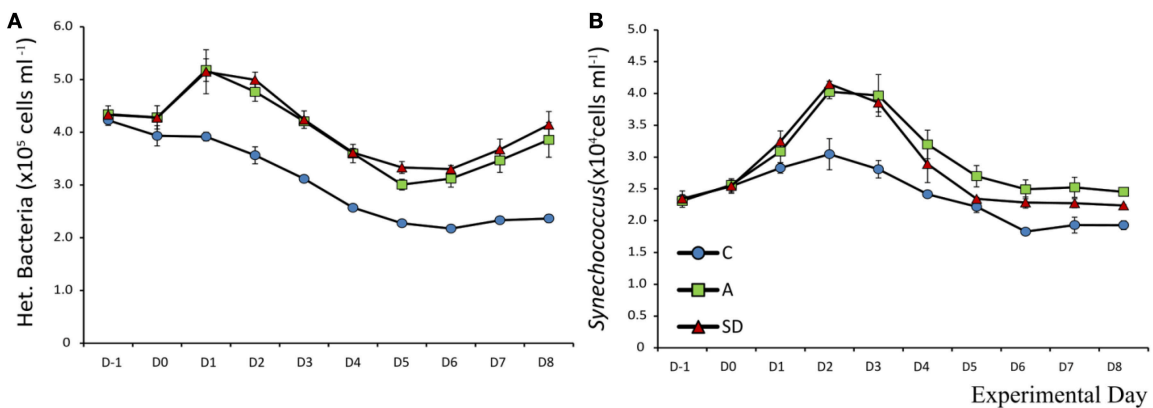 A
Het. Bacteria (x10⁵ cells ml⁻¹)
6.0
5.0
4.0
3.0
2.0
1.0
0
D-1 D0 D1 D2 D3 D4 D5 D6 D7 D8
B
Synechococcus(x10⁴cells ml⁻¹)
5.0
4.5
4.0
3.5
3.0
2.5
2.0
1.5
1.0
0.5
0
C
A
SD
D-1 D0 D1 D2 D3 D4 D5 D6 D7 D8
Experimental Day